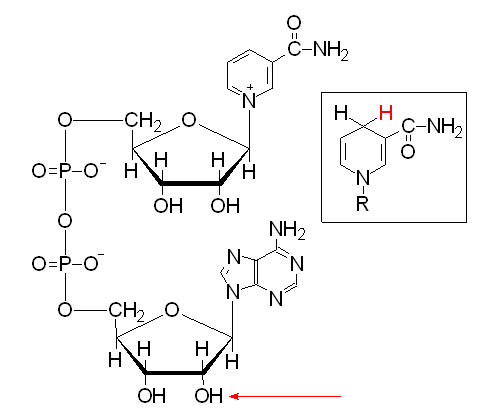 O
C–NH₂
N⁺
O CH₂ O
H H H H
O=P–O⁻
OH OH
O
O=P–O⁻
O CH₂ O
H H H H
OH OH
NH₂
N N
N N
H H
C–NH₂
O
N
R